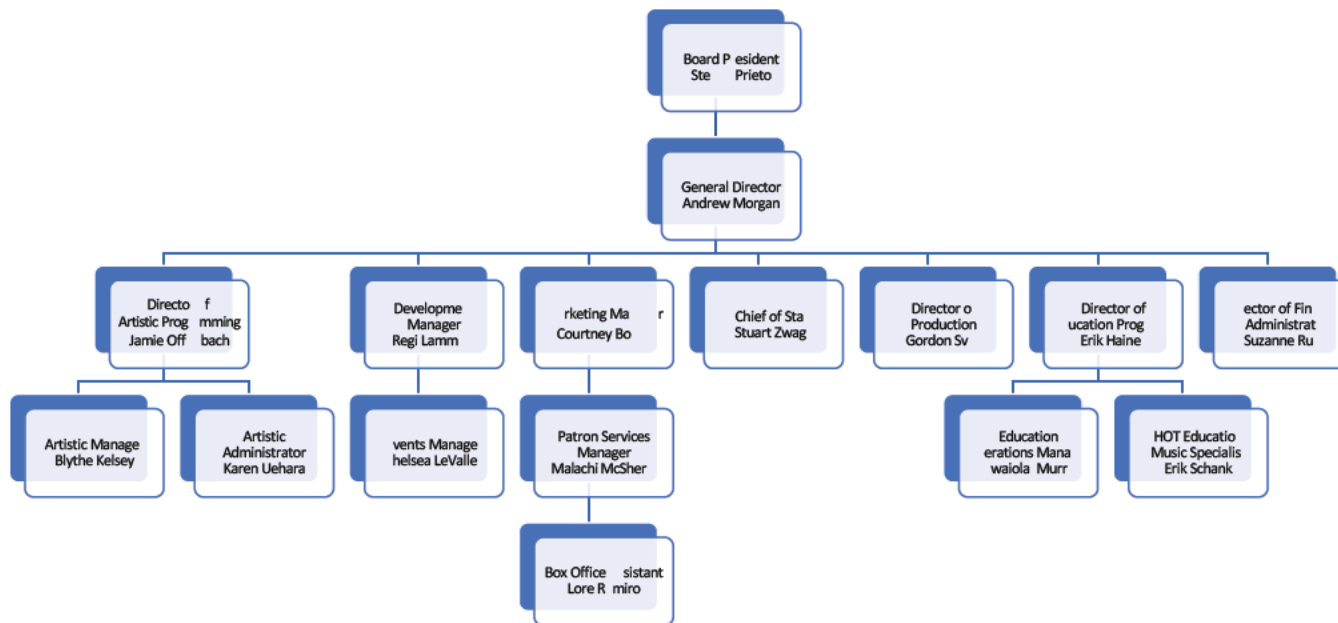 Board P esident
Ste Prieto
General Director
Andrew Morgan
Directo f
Artistic Prog mming
Jamie Off bach
Developme
Manager
Regi Lamm
rketing Ma r
Courtney Bo
Chief of Sta
Stuart Zwag
Director o
Production
Gordon Sv
Director of
ucation Prog
Erik Haine
ector of Fin
Administrat
Suzanne Ru
Artistic Manage
Blythe Kelsey
Artistic
Administrator
Karen Uehara
vents Manage
helsea LeValle
Patron Services
Manager
Malachi McSher
Education
erations Mana
waiola Murr
HOT Educatio
Music Specialis
Erik Schank
Box Office sistant
Lore R miro